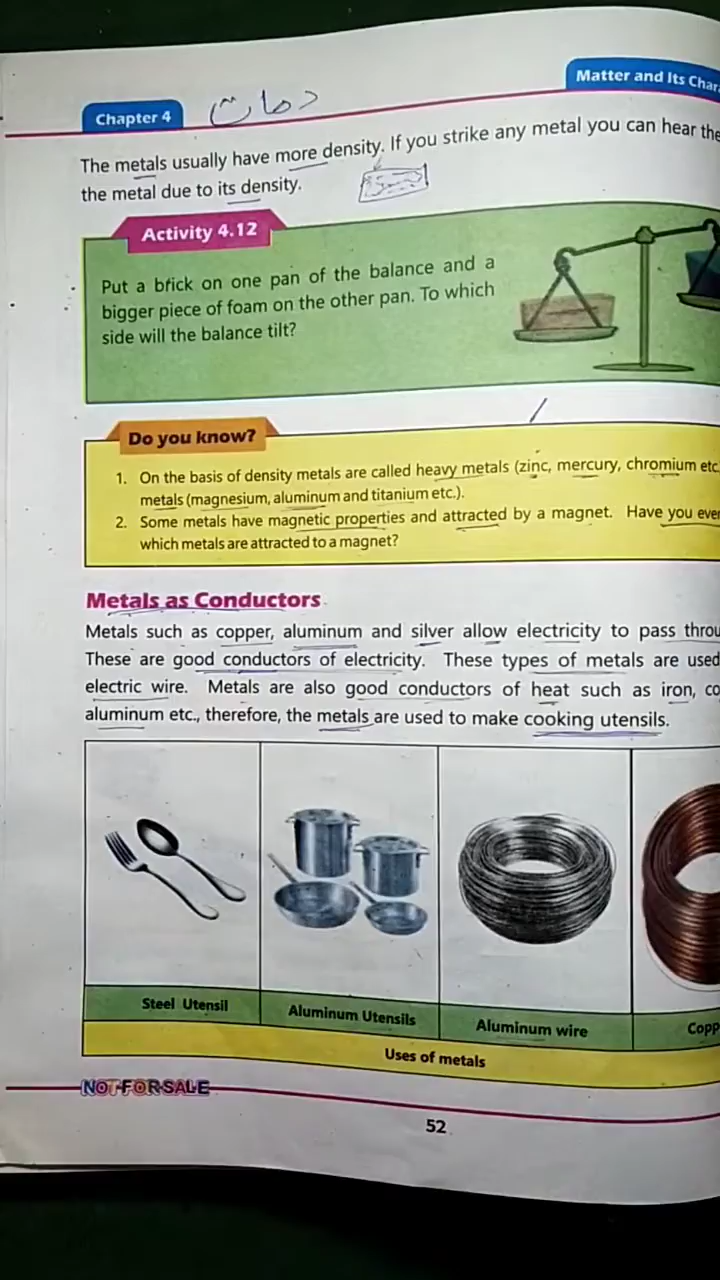 Matter and Its Char
Chapter 4 دھات
The metals usually have more density. If you strike any metal you can hear the
the metal due to its density.
Activity 4.12
Put a brick on one pan of the balance and a
bigger piece of foam on the other pan. To which
side will the balance tilt?
Do you know?
1. On the basis of density metals are called heavy metals (zinc, mercury, chromium etc.
metals (magnesium, aluminum and titanium etc.).
2. Some metals have magnetic properties and attracted by a magnet. Have you ever
which metals are attracted to a magnet?
Metals as Conductors
Metals such as copper, aluminum and silver allow electricity to pass throu
These are good conductors of electricity. These types of metals are used
electric wire. Metals are also good conductors of heat such as iron, co
aluminum etc., therefore, the metals are used to make cooking utensils.
Steel Utensil Aluminum Utensils Aluminum wire Copp
Uses of metals
NOT FOR SALE
52